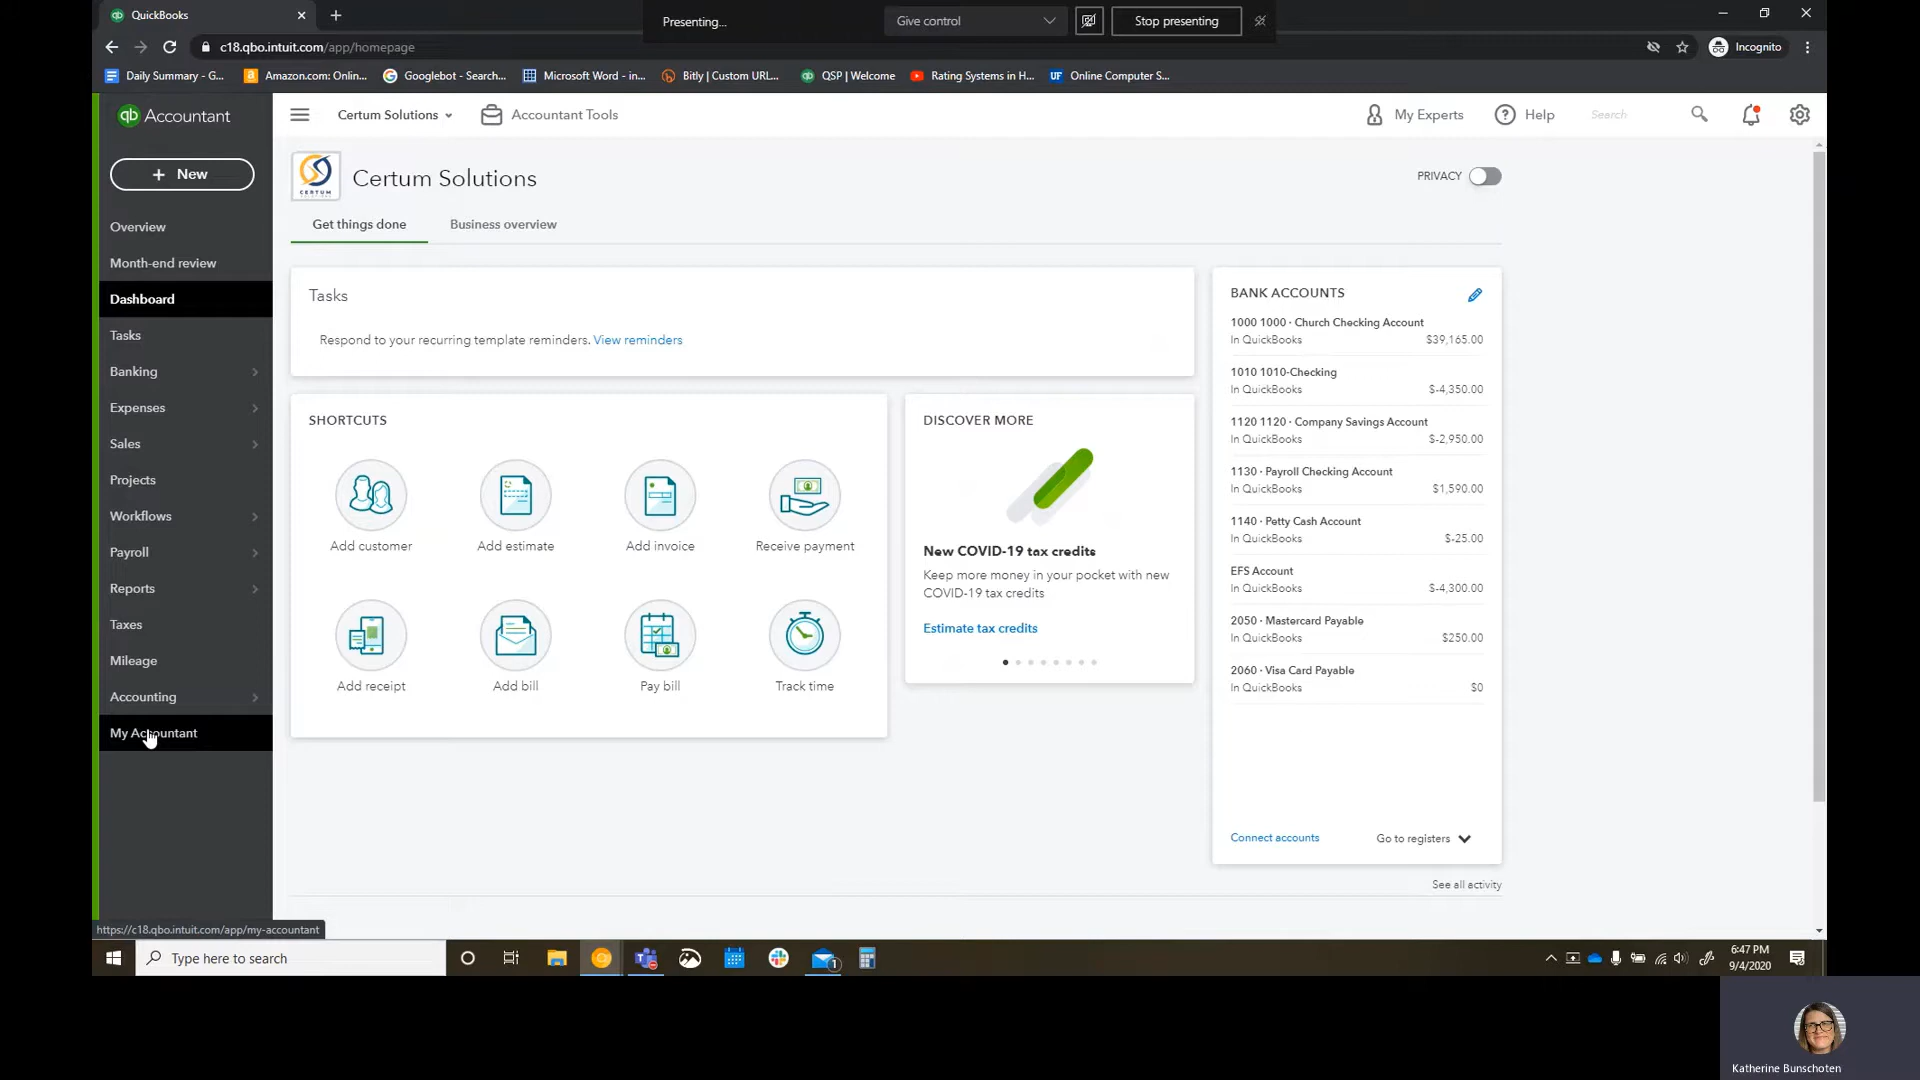 QuickBooks
Presenting...
Give control
Stop presenting
c18.qbo.intuit.com/app/homepage
Incognito
Daily Summary - G...
Amazon.com: Onlin...
Googlebot - Search...
Microsoft Word - in...
Bitly | Custom URL...
QSP | Welcome
Rating Systems in H...
UF Online Computer S...
qb Accountant
Certum Solutions
Accountant Tools
My Experts
Help
Search
+ New
CERTUM
Certum Solutions
PRIVACY
Get things done
Business overview
Overview
Month-end review
Dashboard
Tasks
Banking
Expenses
Sales
Projects
Workflows
Payroll
Reports
Taxes
Mileage
Accounting
My Accountant
Tasks
Respond to your recurring template reminders. View reminders
SHORTCUTS
Add customer
Add estimate
Add invoice
Receive payment
Add receipt
Add bill
Pay bill
Track time
DISCOVER MORE
New COVID-19 tax credits
Keep more money in your pocket with new
COVID-19 tax credits
Estimate tax credits
BANK ACCOUNTS
1000 1000 · Church Checking Account
In QuickBooks $39,165.00
1010 1010-Checking
In QuickBooks $-4,350.00
1120 1120 · Company Savings Account
In QuickBooks $-2,950.00
1130 · Payroll Checking Account
In QuickBooks $1,590.00
1140 · Petty Cash Account
In QuickBooks $-25.00
EFS Account
In QuickBooks $-4,300.00
2050 · Mastercard Payable
In QuickBooks $250.00
2060 · Visa Card Payable
In QuickBooks $0
Connect accounts
Go to registers
See all activity
https://c18.qbo.intuit.com/app/my-accountant
Type here to search
1
6:47 PM
9/4/2020
Katherine Bunschoten